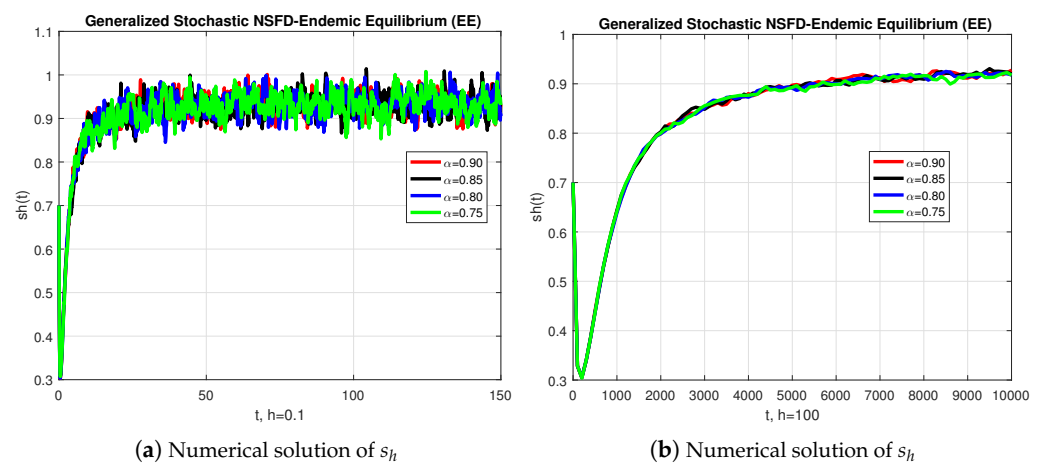 Generalized Stochastic NSFD-Endemic Equilibrium (EE)
1.1
1
0.9
0.8
0.7
0.6
0.5
0.4
0.3
sh(t)
α=0.90
α=0.85
α=0.80
α=0.75
0 50 100 150
t, h=0.1
(a) Numerical solution of s_h
Generalized Stochastic NSFD-Endemic Equilibrium (EE)
1
0.9
0.8
0.7
0.6
0.5
0.4
0.3
sh(t)
α=0.90
α=0.85
α=0.80
α=0.75
0 1000 2000 3000 4000 5000 6000 7000 8000 9000 10000
t, h=100
(b) Numerical solution of s_h